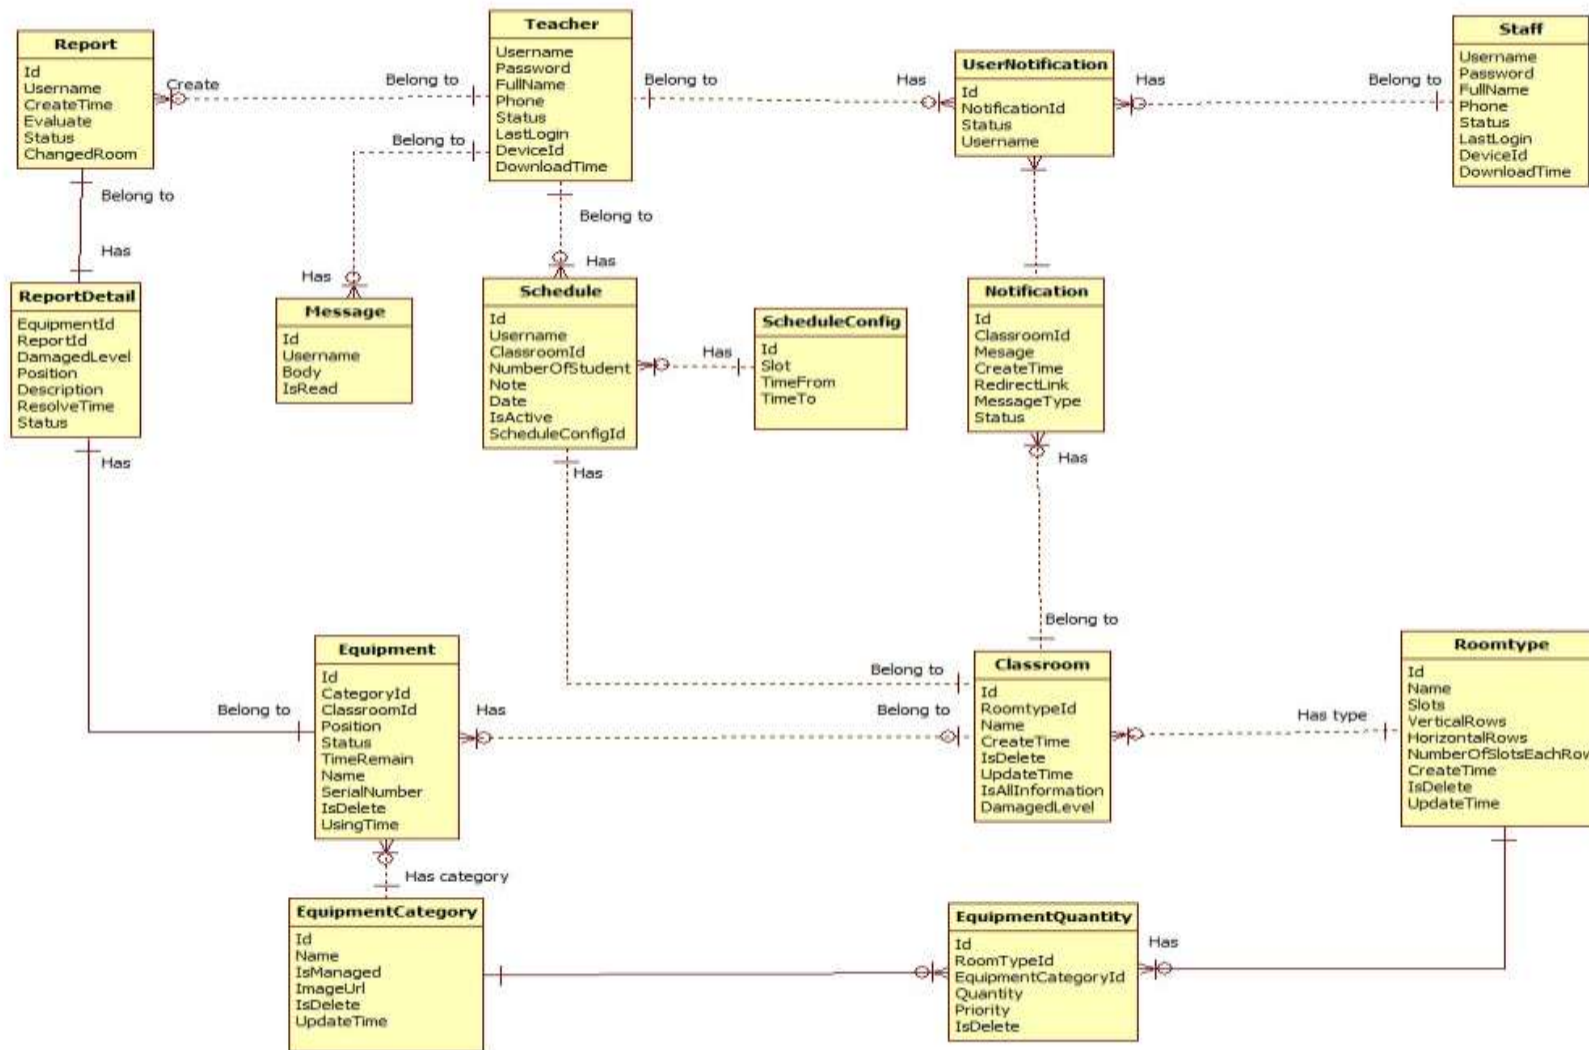 Report
Id
Username
CreateTime
Evaluate
Status
ChangedRoom
Create
Belong to
Teacher
Username
Password
FullName
Phone
Status
LastLogin
DeviceId
DownloadTime
Belong to
Has
UserNotification
Id
NotificationId
Status
Username
Has
Belong to
Staff
Username
Password
FullName
Phone
Status
LastLogin
DeviceId
DownloadTime
Belong to
Belong to
Has
Belong to
Has
Has
ReportDetail
EquipmentId
ReportId
DamagedLevel
Position
Description
ResolveTime
Status
Message
Id
Username
Body
IsRead
Schedule
Id
Username
ClassroomId
NumberOfStudent
Note
Date
IsActive
ScheduleConfigId
Has
ScheduleConfig
Id
Slot
TimeFrom
TimeTo
Notification
Id
ClassroomId
Mesage
CreateTime
RedirectLink
MessageType
Status
Has
Has
Has
Belong to
Belong to
Equipment
Id
CategoryId
ClassroomId
Position
Status
TimeRemain
Name
SerialNumber
IsDelete
UsingTime
Has
Belong to
Belong to
Classroom
Id
RoomtypeId
Name
CreateTime
IsDelete
UpdateTime
IsAllInformation
DamagedLevel
Has type
Roomtype
Id
Name
Slots
VerticalRows
HorizontalRows
NumberOfSlotsEachRow
CreateTime
IsDelete
UpdateTime
Has category
EquipmentCategory
Id
Name
IsManaged
ImageUrl
IsDelete
UpdateTime
EquipmentQuantity
Id
RoomTypeId
EquipmentCategoryId
Quantity
Priority
IsDelete
Has